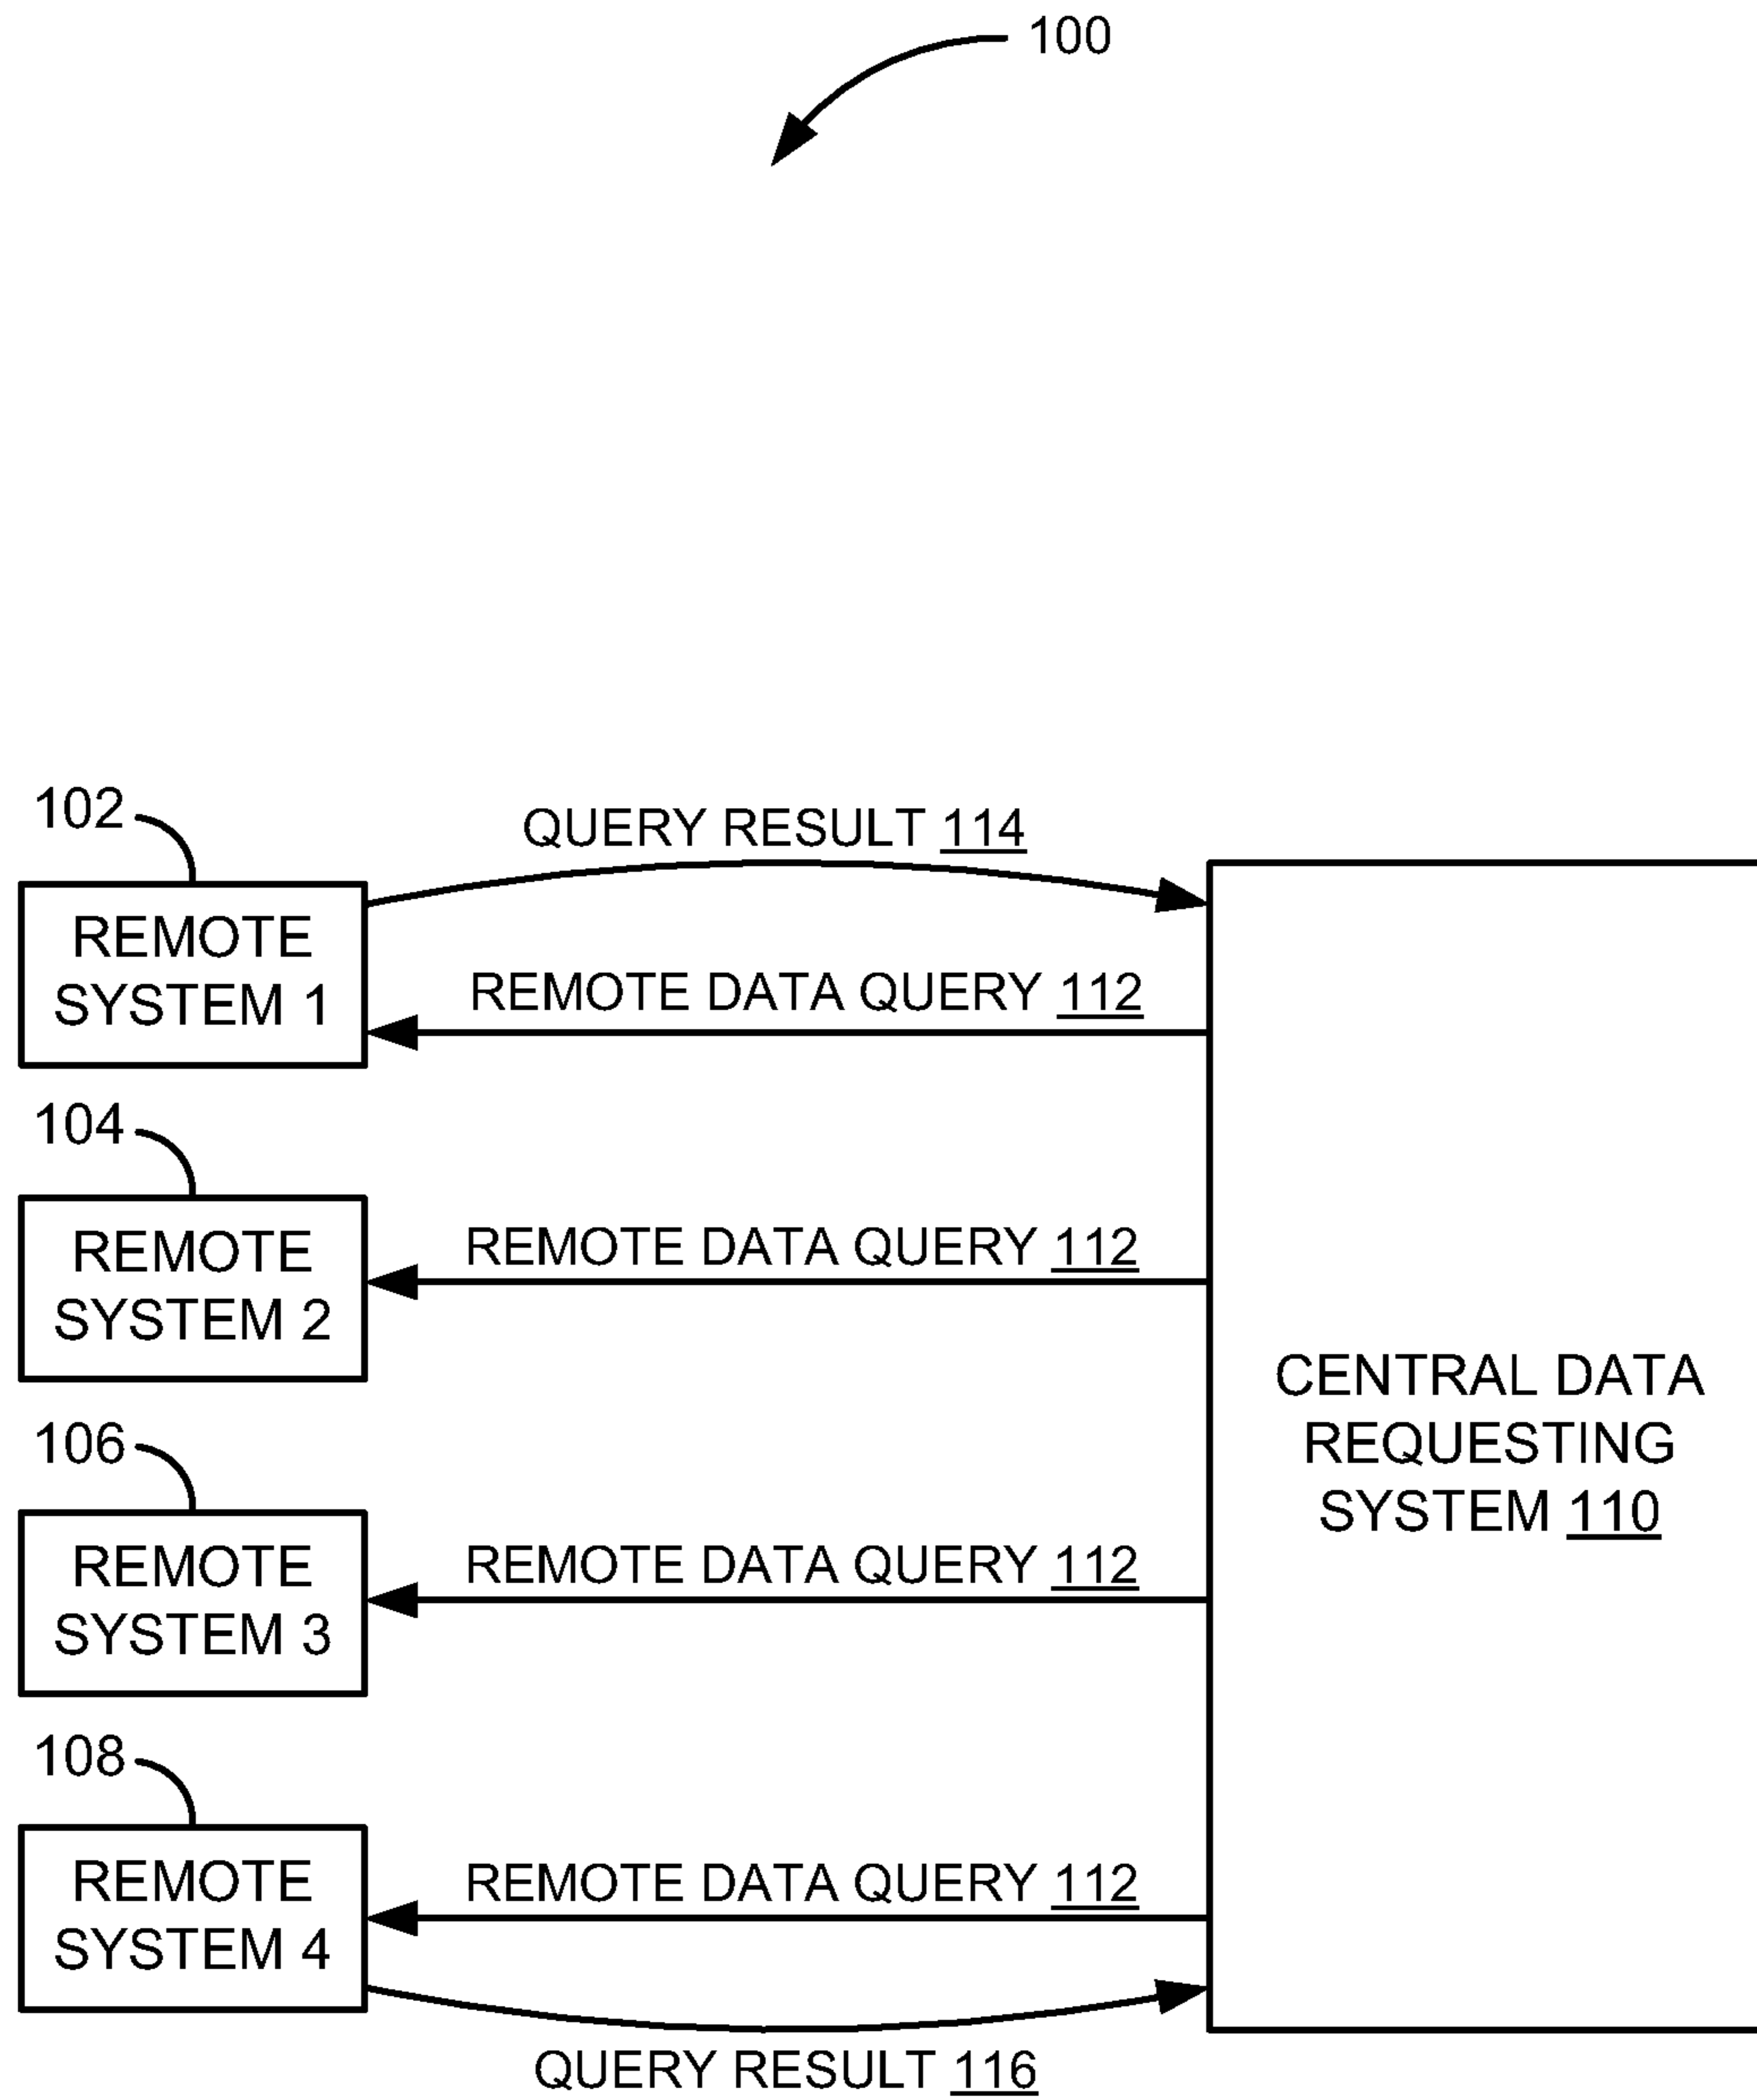 100
102
QUERY RESULT 114
REMOTE
SYSTEM 1
REMOTE DATA QUERY 112
104
REMOTE
SYSTEM 2
REMOTE DATA QUERY 112
106
REMOTE
SYSTEM 3
REMOTE DATA QUERY 112
108
REMOTE
SYSTEM 4
REMOTE DATA QUERY 112
QUERY RESULT 116
CENTRAL DATA
REQUESTING
SYSTEM 110